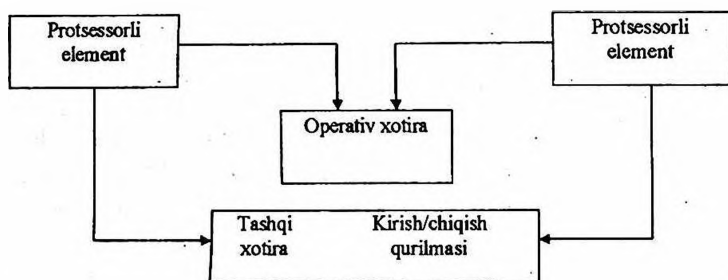 Protsessorli
element
Protsessorli
element
Operativ xotira
Tashqi
xotira
Kirish/chiqish
qurilmasi